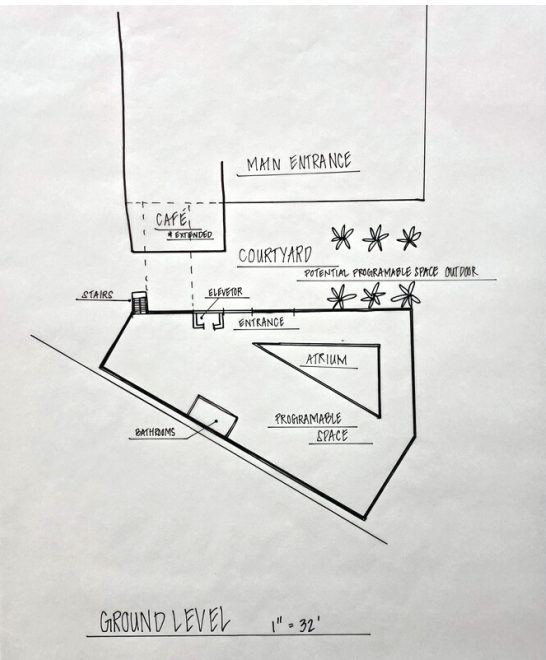 MAIN ENTRANCE
CAFÉ
* EXTENDED
COURTYARD
POTENTIAL PROGRAMABLE SPACE OUTDOOR
STAIRS
ELEVETOR
ENTRANCE
ATRIUM
PROGRAMABLE
SPACE
BATHROOMS
GROUND LEVEL 1" = 32'